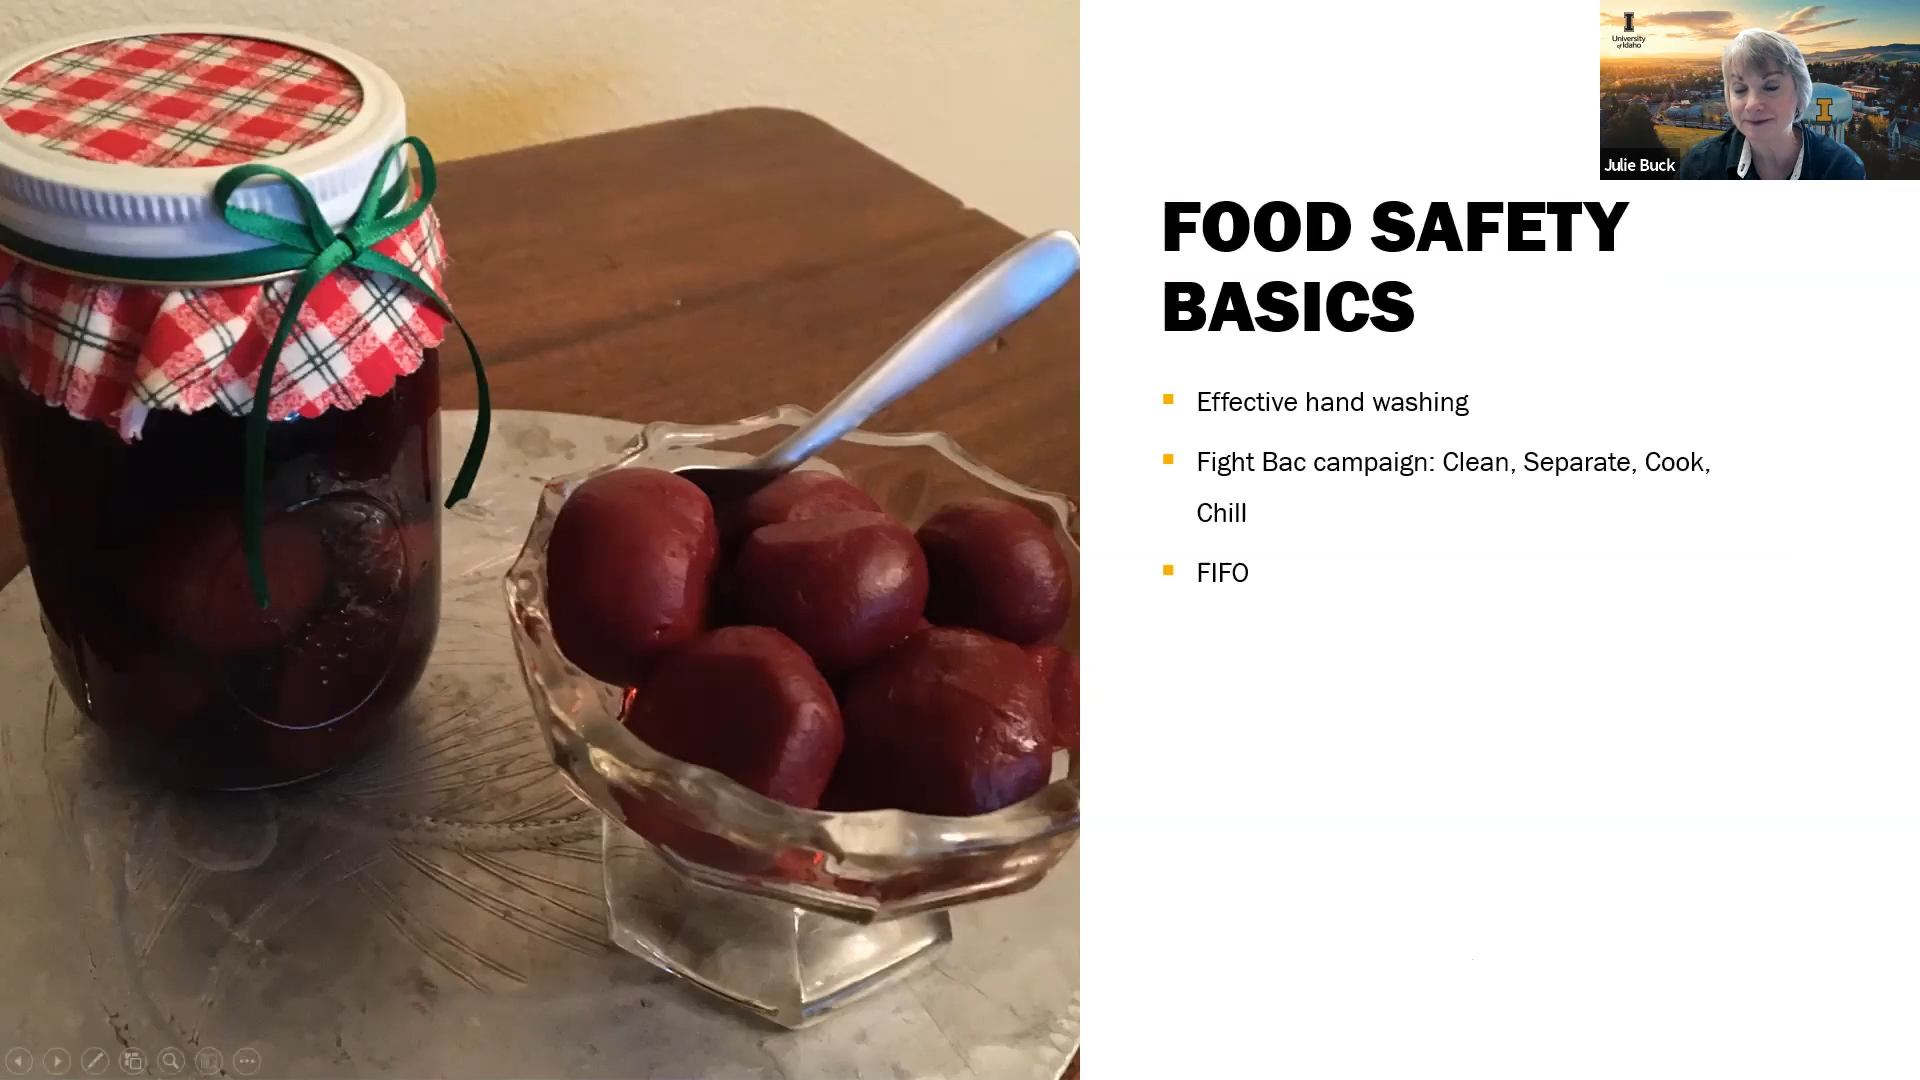 I
University
of Idaho
I
Julie Buck
FOOD SAFETY
BASICS
Effective hand washing
Fight Bac campaign: Clean, Separate, Cook,
Chill
FIFO